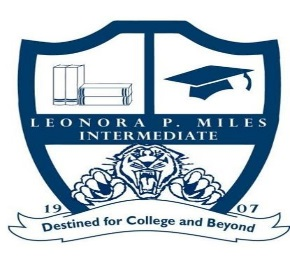 LEONORA P. MILES
INTERMEDIATE
19 07
Destined for College and Beyond